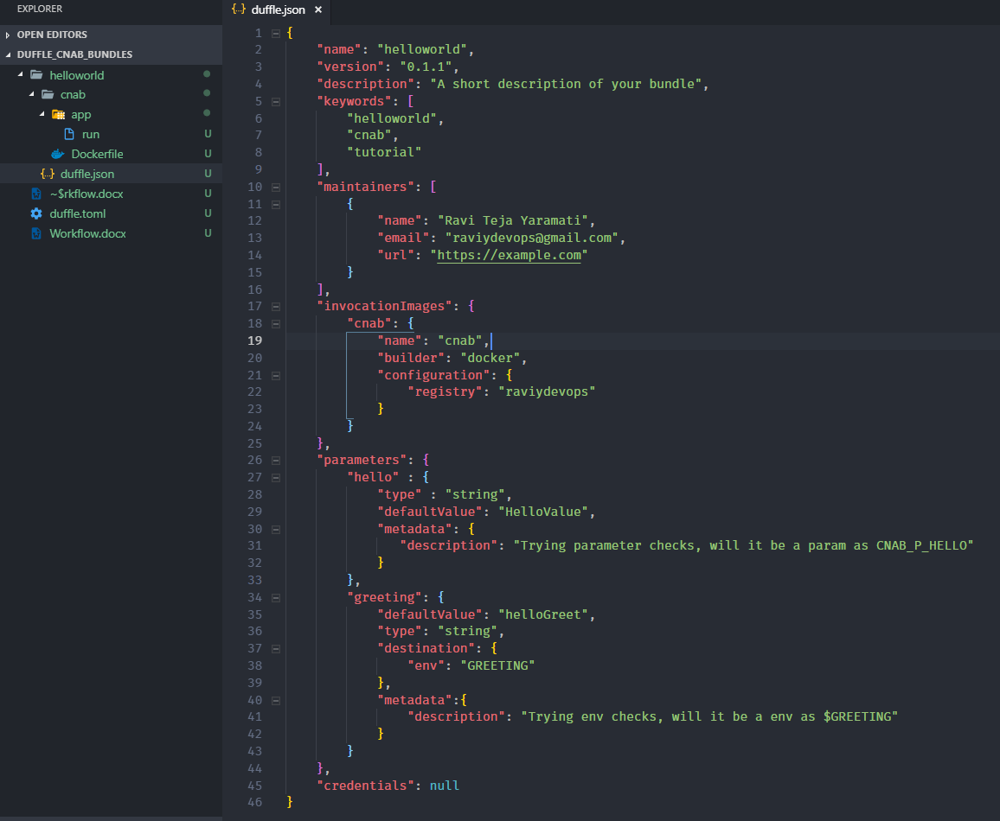 EXPLORER
OPEN EDITORS
DUFFLE_CNAB_BUNDLES
helloworld
cnab
app
run U
Dockerfile U
{..} duffle.json U
~$rkflow.docx U
duffle.toml U
Workflow.docx U
{..} duffle.json ×
1 {
2 "name": "helloworld",
3 "version": "0.1.1",
4 "description": "A short description of your bundle",
5 "keywords": [
6 "helloworld",
7 "cnab",
8 "tutorial"
9 ],
10 "maintainers": [
11 {
12 "name": "Ravi Teja Yaramati",
13 "email": "raviydevops@gmail.com",
14 "url": "https://example.com"
15 }
16 ],
17 "invocationImages": {
18 "cnab": {
19 "name": "cnab",
20 "builder": "docker",
21 "configuration": {
22 "registry": "raviydevops"
23 }
24 }
25 },
26 "parameters": {
27 "hello" : {
28 "type" : "string",
29 "defaultValue": "HelloValue",
30 "metadata": {
31 "description": "Trying parameter checks, will it be a param as CNAB_P_HELLO"
32 }
33 },
34 "greeting": {
35 "defaultValue": "helloGreet",
36 "type": "string",
37 "destination": {
38 "env": "GREETING"
39 },
40 "metadata":{
41 "description": "Trying env checks, will it be a env as $GREETING"
42 }
43 }
44 },
45 "credentials": null
46 }